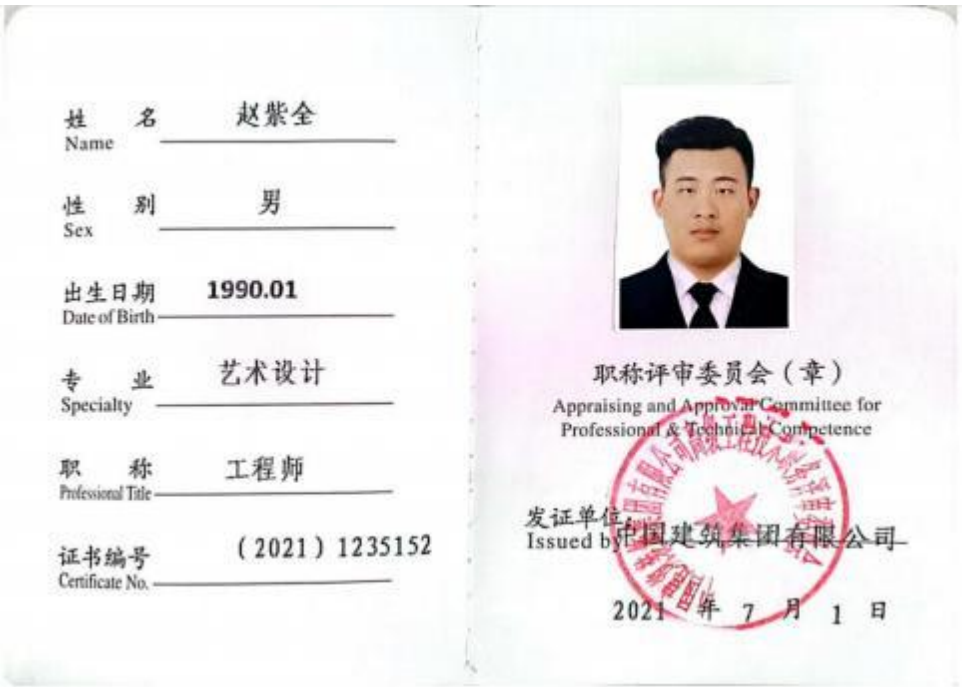 姓 名 赵紫全
Name
性 别 男
Sex
出生日期 1990.01
Date of Birth
专 业 艺术设计
Specialty
职 称 工程师
Professional Title
证书编号 (2021) 1235152
Certificate No.
职称评审委员会（章）
Appraising and Approval Committee for
Professional & Technical Competence
发证单位:
Issued by 中国建筑集团有限公司
2021 年 7 月 1 日